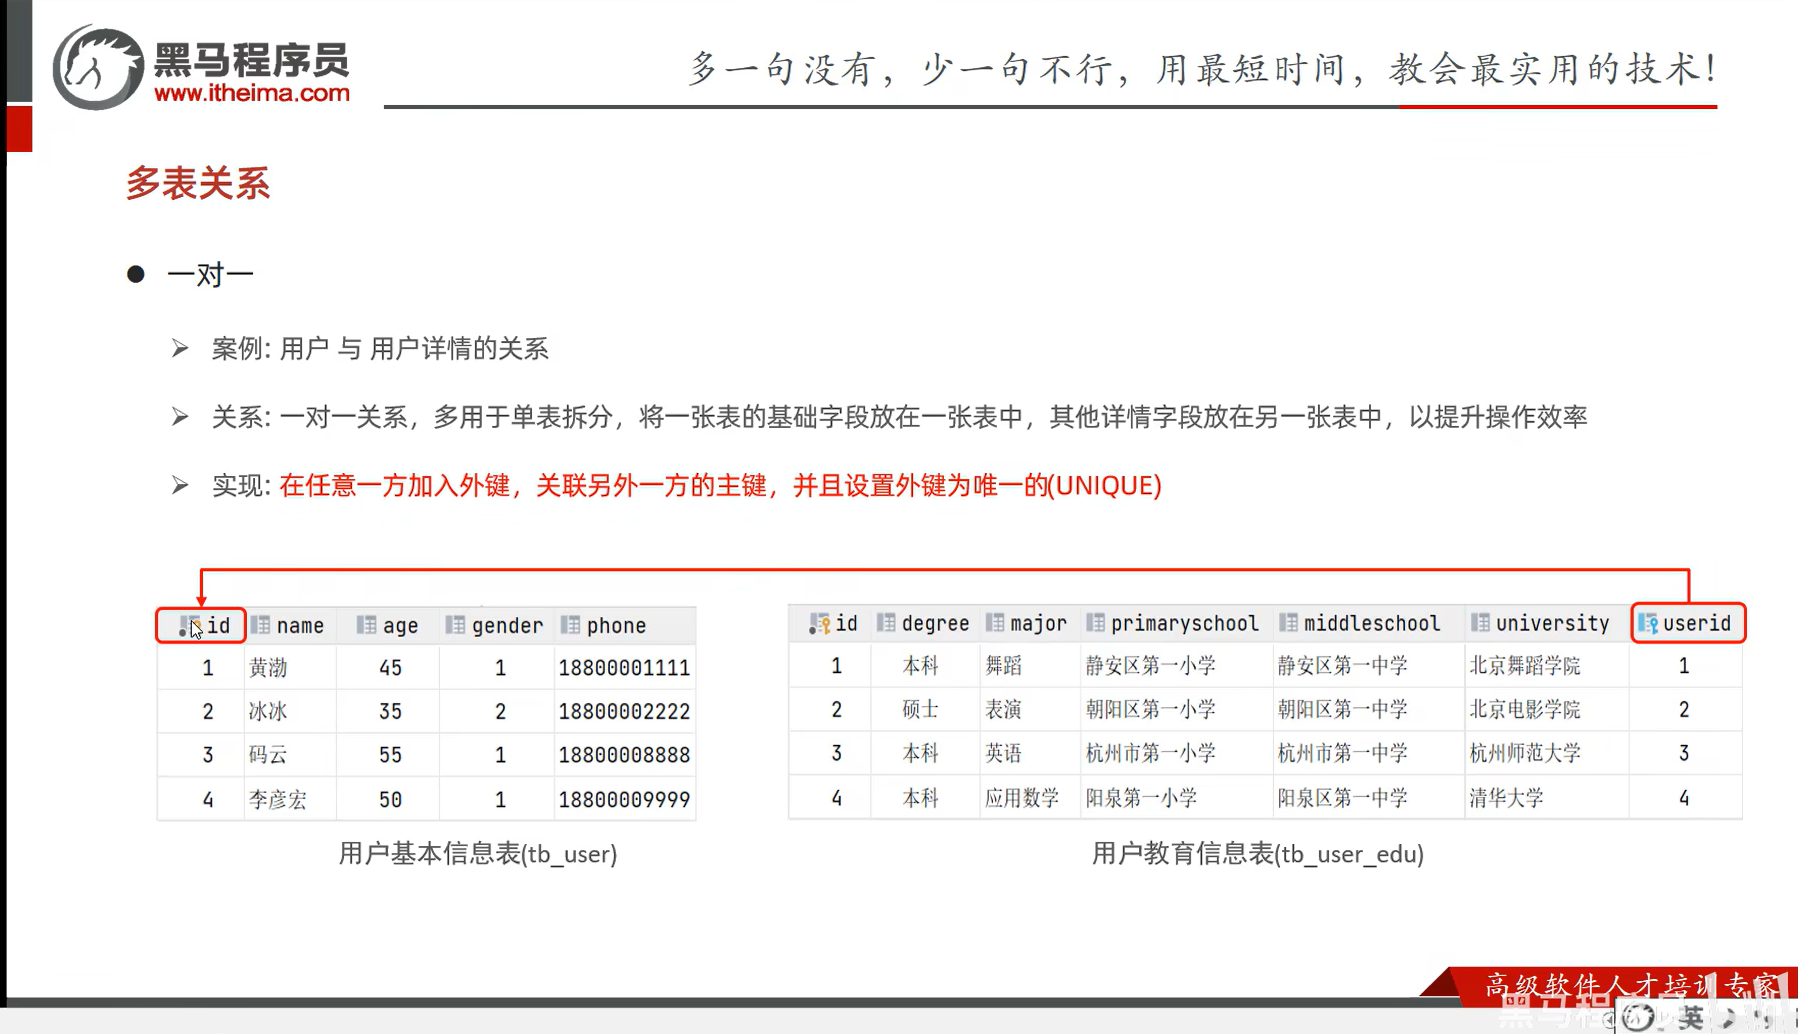 黑马程序员
www.itheima.com
多一句没有，少一句不行，用最短时间，教会最实用的技术！
多表关系
● 一对一
➢ 案例: 用户 与 用户详情的关系
➢ 关系: 一对一关系，多用于单表拆分，将一张表的基础字段放在一张表中，其他详情字段放在另一张表中，以提升操作效率
➢ 实现: 在任意一方加入外键，关联另外一方的主键，并且设置外键为唯一的(UNIQUE)
id name age gender phone
1 黄渤 45 1 18800001111
2 冰冰 35 2 18800002222
3 码云 55 1 18800008888
4 李彦宏 50 1 18800009999
用户基本信息表(tb_user)
id degree major primaryschool middleschool university userid
1 本科 舞蹈 静安区第一小学 静安区第一中学 北京舞蹈学院 1
2 硕士 表演 朝阳区第一小学 朝阳区第一中学 北京电影学院 2
3 本科 英语 杭州市第一小学 杭州市第一中学 杭州师范大学 3
4 本科 应用数学 阳泉第一小学 阳泉区第一中学 清华大学 4
用户教育信息表(tb_user_edu)
高级软件人才培训专家
英